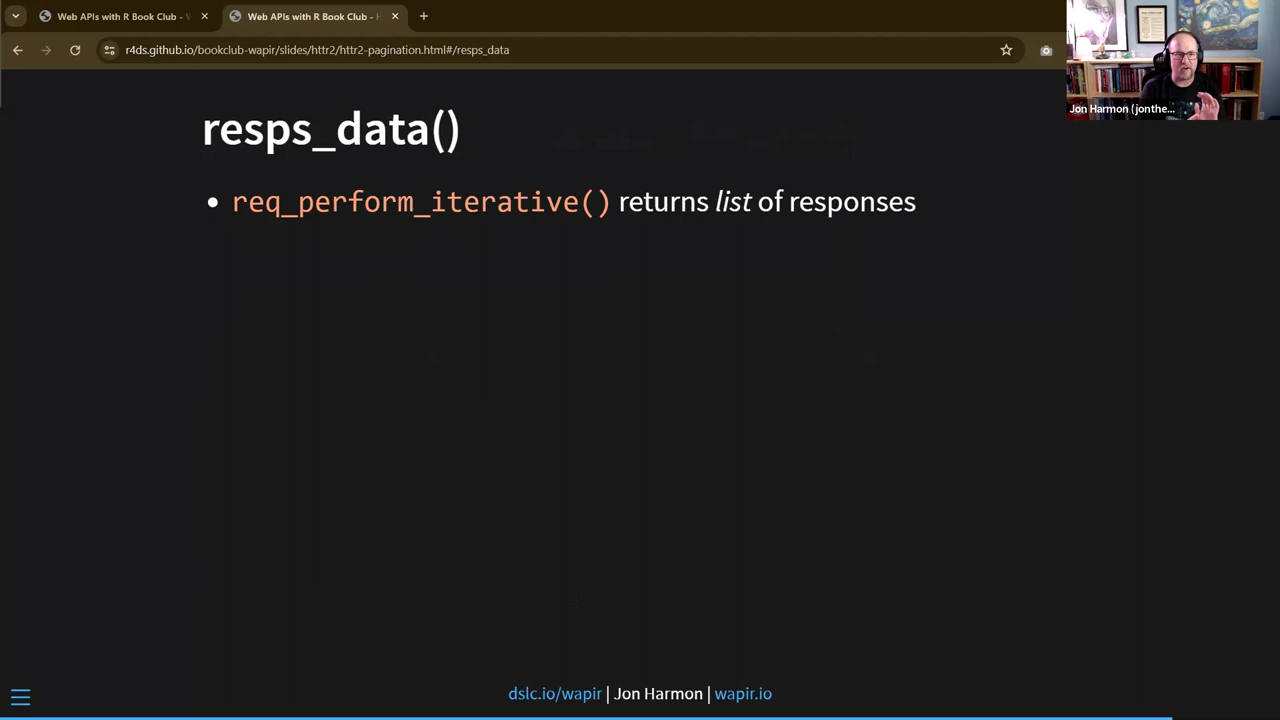 Web APIs with R Book Club - W
Web APIs with R Book Club - H
r4ds.github.io/bookclub-wapir/slides/httr2/httr2-pagination.html#/resps_data
Jon Harmon (jonthe...
resps_data()
• req_perform_iterative() returns list of responses
dslc.io/wapir | Jon Harmon | wapir.io